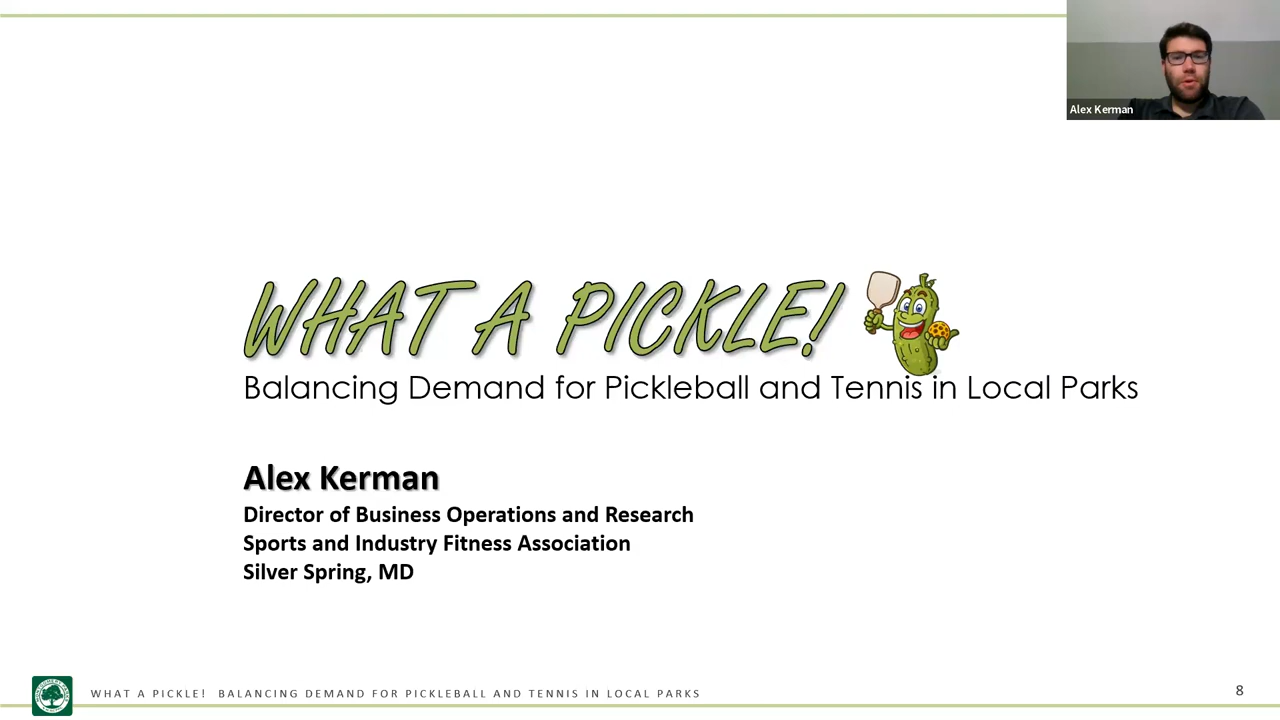 Alex Kerman
WHAT A PICKLE!
Balancing Demand for Pickleball and Tennis in Local Parks
Alex Kerman
Director of Business Operations and Research
Sports and Industry Fitness Association
Silver Spring, MD
WHAT A PICKLE! BALANCING DEMAND FOR PICKLEBALL AND TENNIS IN LOCAL PARKS
8